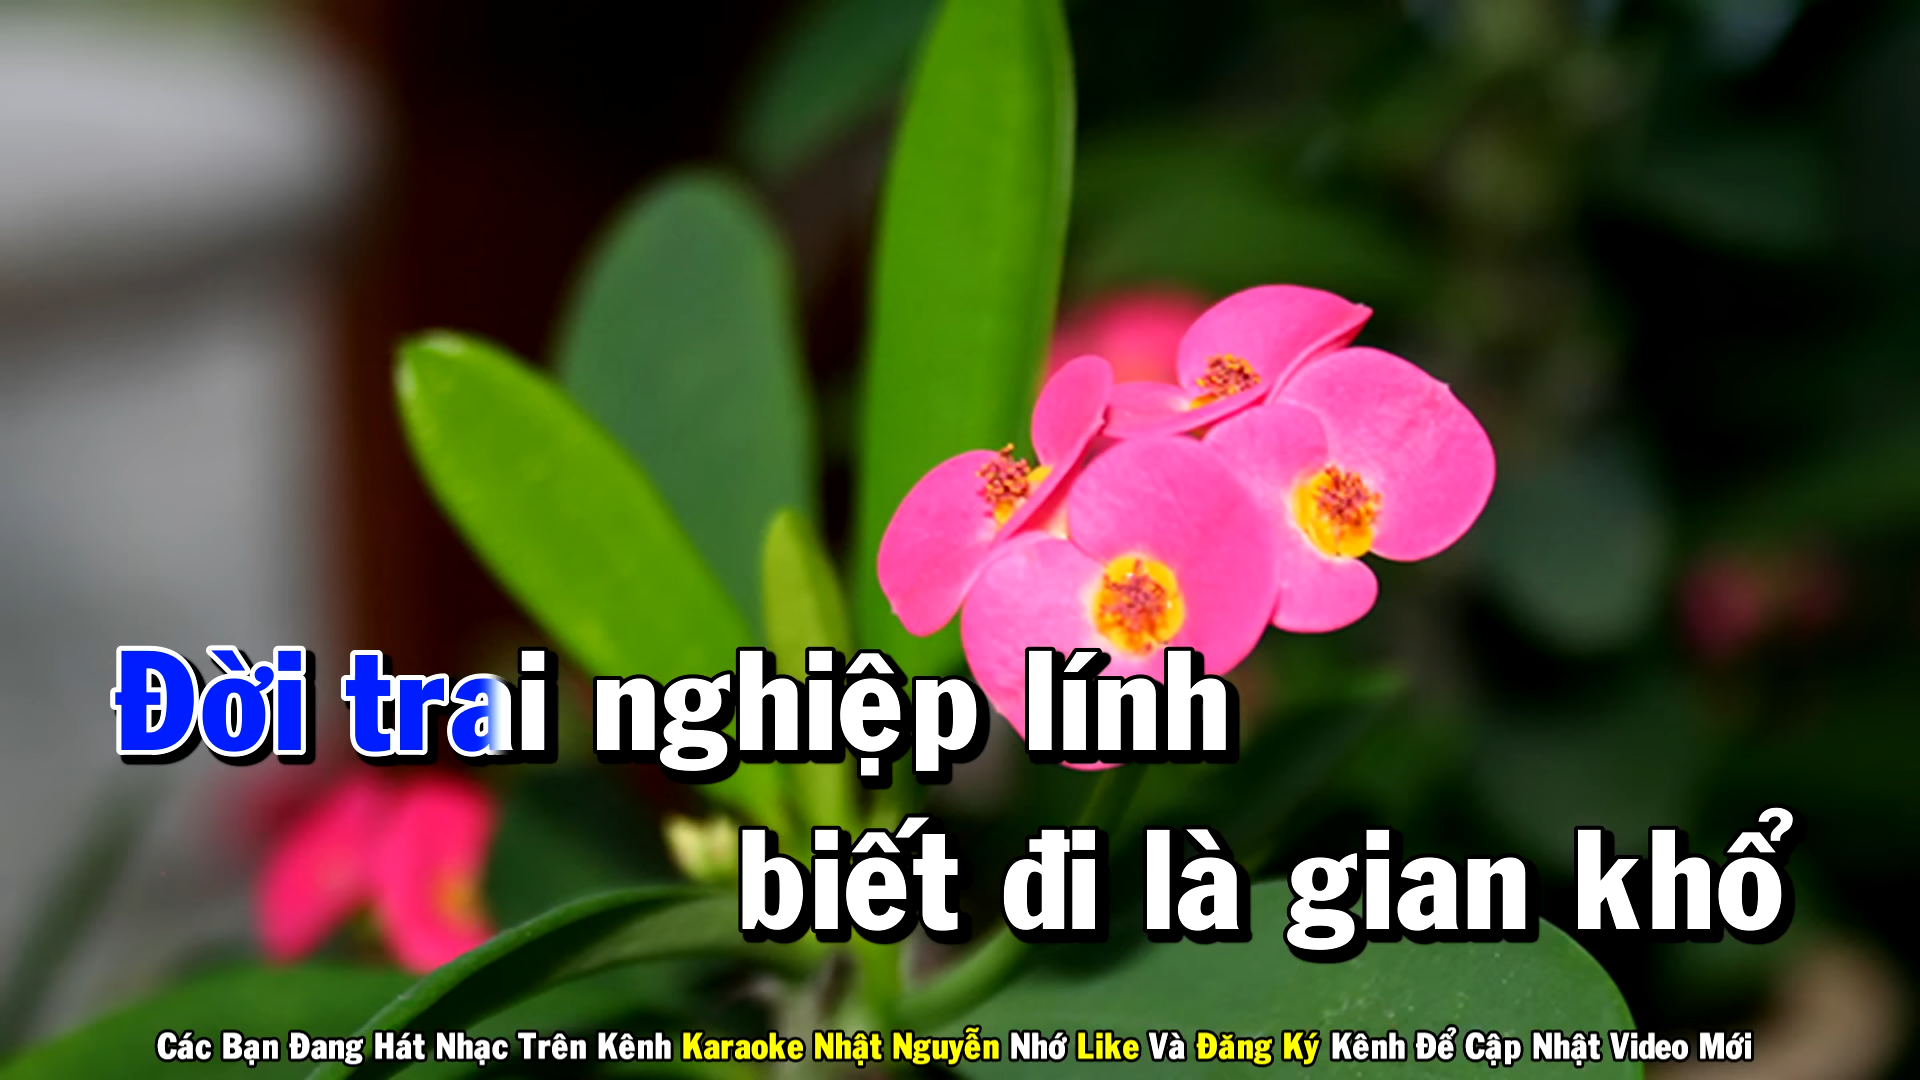 Đời trai nghiệp lính
biết đi là gian khổ
Các Bạn Đang Hát Nhạc Trên Kênh Karaoke Nhật Nguyễn Nhớ Like Và Đăng Ký Kênh Để Cập Nhật Video Mới